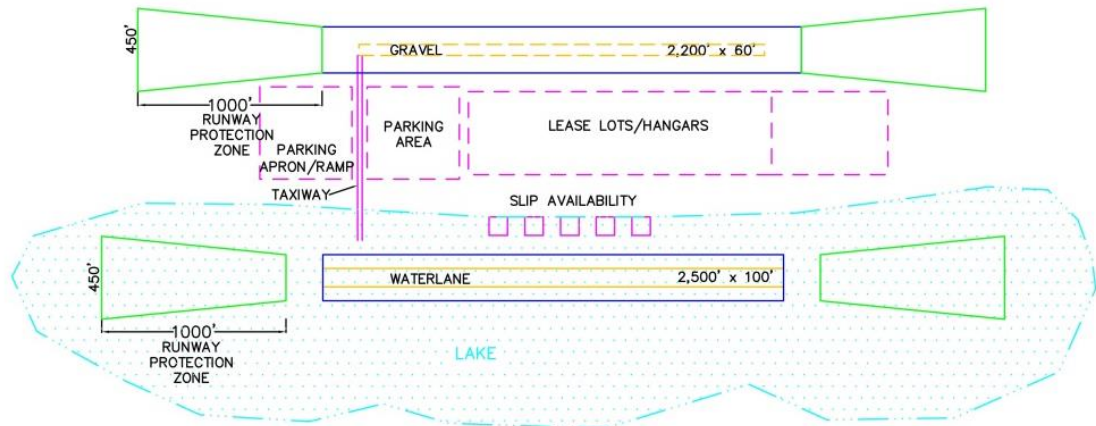 450'
GRAVEL
2,200' x 60'
1000'
RUNWAY
PROTECTION
ZONE
PARKING
APRON/RAMP
PARKING
AREA
LEASE LOTS/HANGARS
TAXIWAY
SLIP AVAILABILITY
450'
WATERLANE
2,500' x 100'
1000'
RUNWAY
PROTECTION
ZONE
LAKE